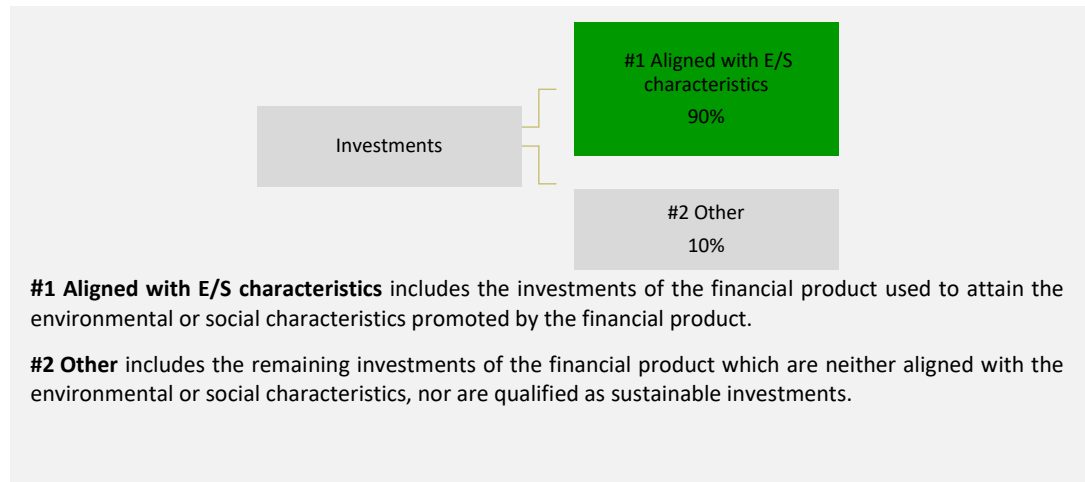 #1 Aligned with E/S
characteristics
90%
Investments
#2 Other
10%
#1 Aligned with E/S characteristics includes the investments of the financial product used to attain the
environmental or social characteristics promoted by the financial product.
#2 Other includes the remaining investments of the financial product which are neither aligned with the
environmental or social characteristics, nor are qualified as sustainable investments.